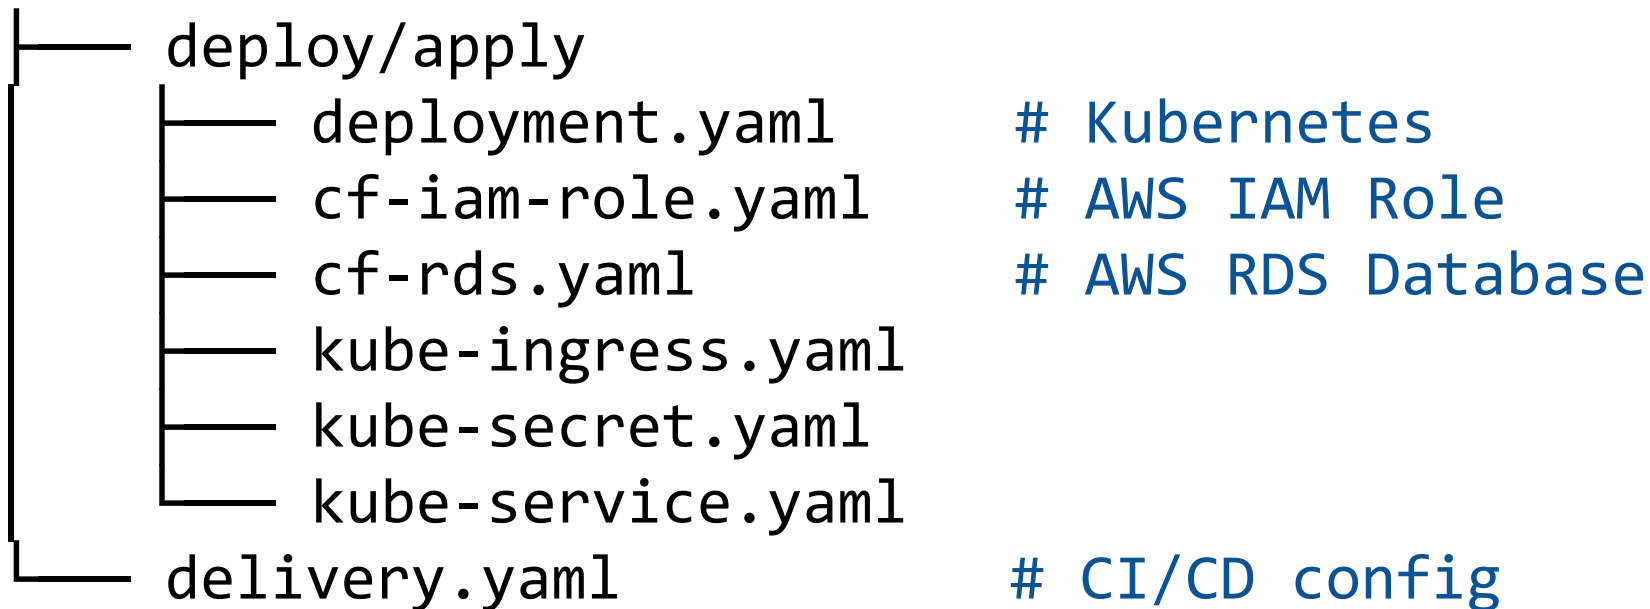 ├── deploy/apply
│   ├── deployment.yaml     # Kubernetes
│   ├── cf-iam-role.yaml    # AWS IAM Role
│   ├── cf-rds.yaml         # AWS RDS Database
│   ├── kube-ingress.yaml
│   ├── kube-secret.yaml
│   └── kube-service.yaml
└── delivery.yaml           # CI/CD config